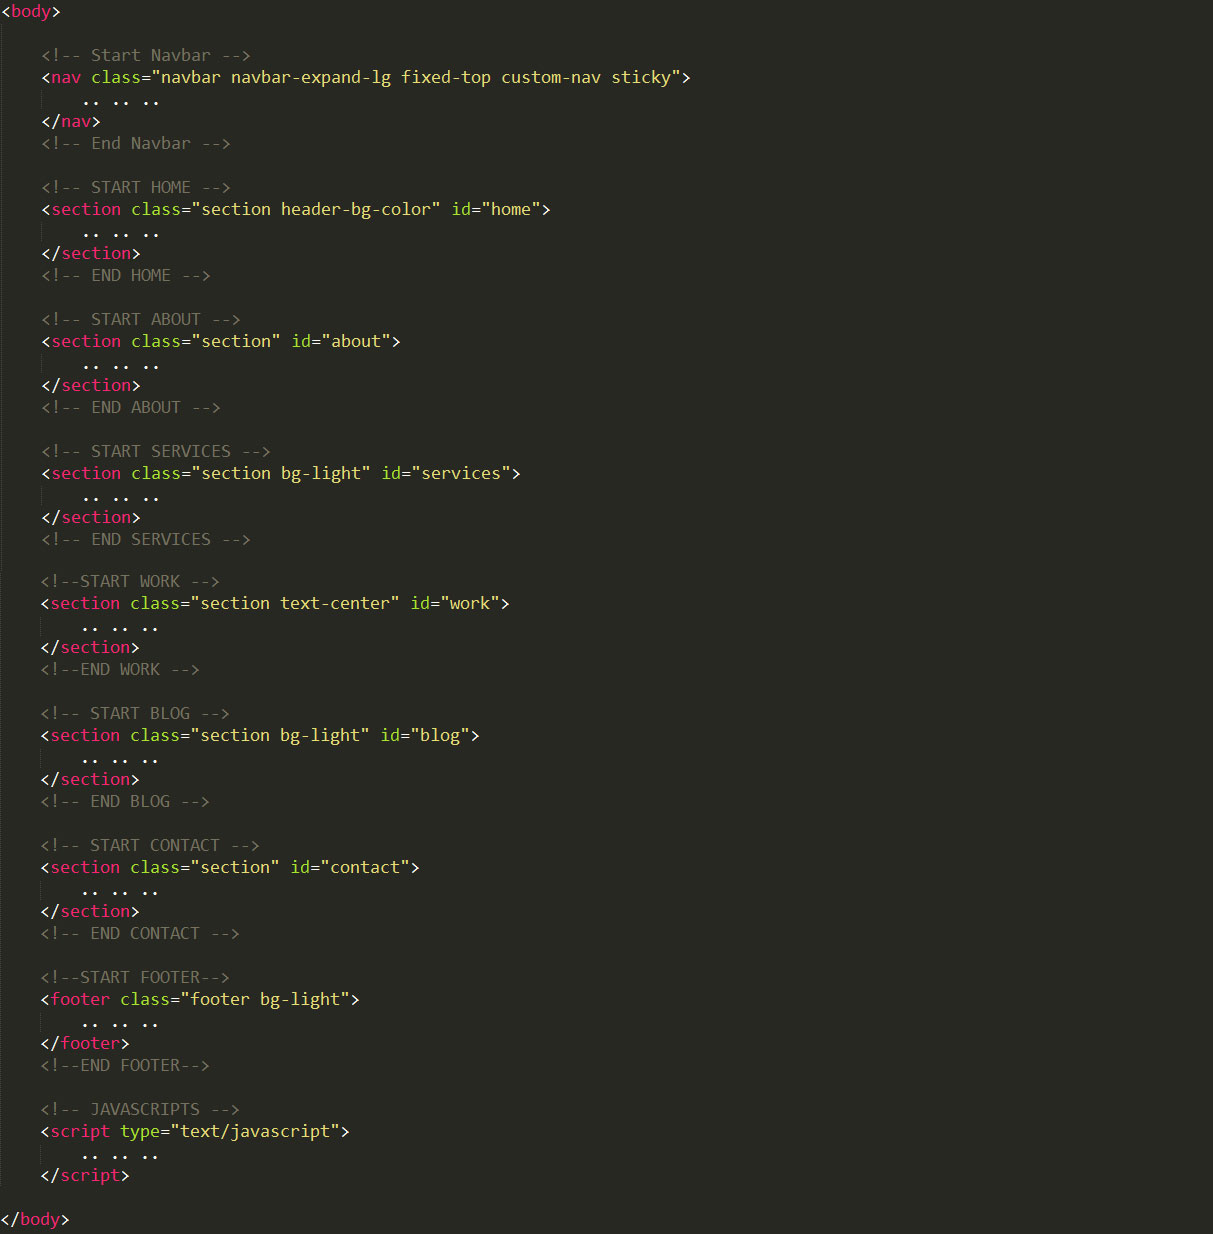 <body>
<!-- Start Navbar -->
<nav class="navbar navbar-expand-lg fixed-top custom-nav sticky">
.. .. ..
</nav>
<!-- End Navbar -->
<!-- START HOME -->
<section class="section header-bg-color" id="home">
.. .. ..
</section>
<!-- END HOME -->
<!-- START ABOUT -->
<section class="section" id="about">
.. .. ..
</section>
<!-- END ABOUT -->
<!-- START SERVICES -->
<section class="section bg-light" id="services">
.. .. ..
</section>
<!-- END SERVICES -->
<!--START WORK -->
<section class="section text-center" id="work">
.. .. ..
</section>
<!--END WORK -->
<!-- START BLOG -->
<section class="section bg-light" id="blog">
.. .. ..
</section>
<!-- END BLOG -->
<!-- START CONTACT -->
<section class="section" id="contact">
.. .. ..
</section>
<!-- END CONTACT -->
<!--START FOOTER-->
<footer class="footer bg-light">
.. .. ..
</footer>
<!--END FOOTER-->
<!-- JAVASCRIPTS -->
<script type="text/javascript">
.. .. ..
</script>
</body>